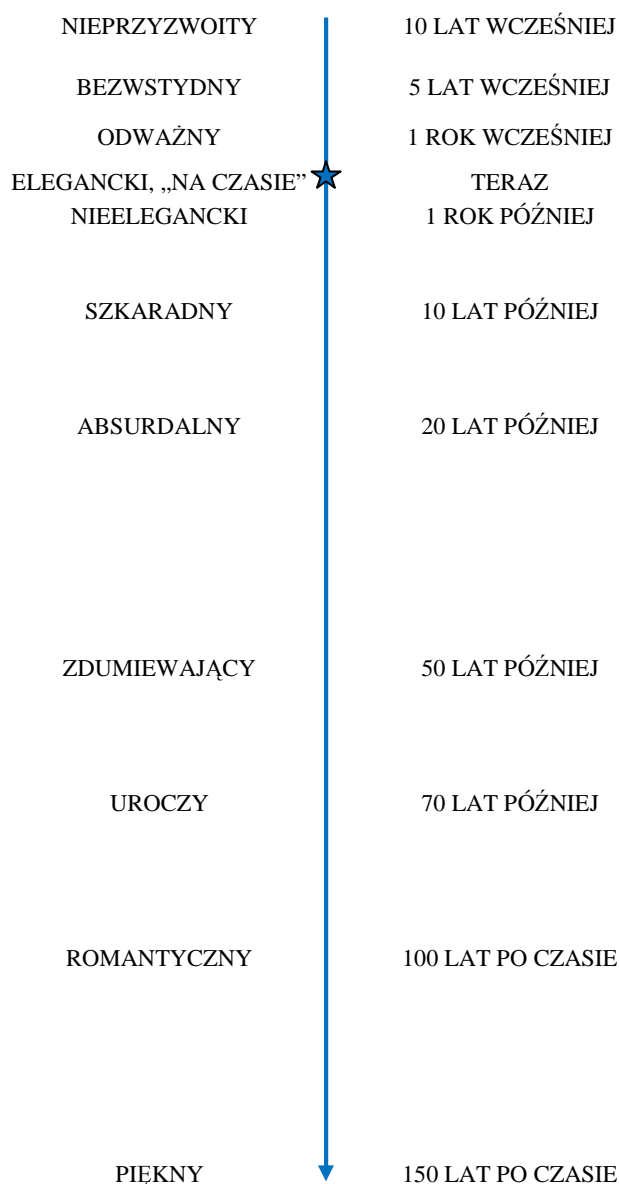 NIEPRZYZWOITY 10 LAT WCZEŚNIEJ
BEZWSTYDNY 5 LAT WCZEŚNIEJ
ODWAŻNY 1 ROK WCZEŚNIEJ
ELEGANCKI, „NA CZASIE” TERAZ
NIEELEGANCKI 1 ROK PÓŹNIEJ
SZKARADNY 10 LAT PÓŹNIEJ
ABSURDALNY 20 LAT PÓŹNIEJ
ZDUMIEWAJĄCY 50 LAT PÓŹNIEJ
UROCZY 70 LAT PÓŹNIEJ
ROMANTYCZNY 100 LAT PO CZASIE
PIĘKNY 150 LAT PO CZASIE